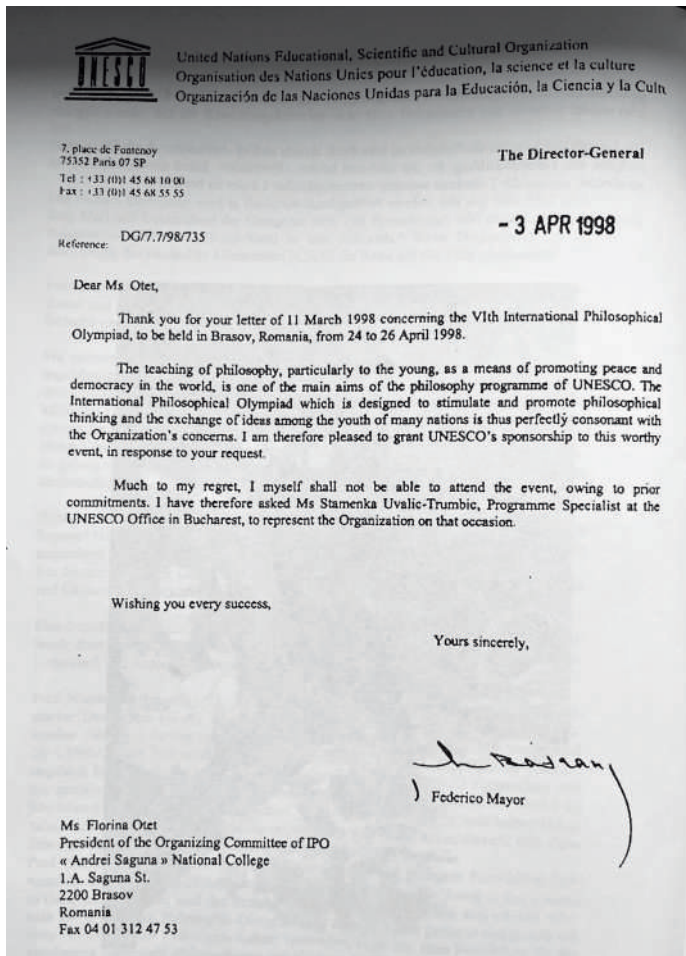 UNESCO
United Nations Educational, Scientific and Cultural Organization
Organisation des Nations Unies pour l'éducation, la science et la culture
Organización de las Naciones Unidas para la Educación, la Ciencia y la Cult
7, place de Fontenoy
75352 Paris 07 SP
Tel : +33 (0)1 45 68 10 00
Fax : +33 (0)1 45 68 55 55
The Director-General
- 3 APR 1998
Reference: DG/7.7/98/735
Dear Ms Otet,
Thank you for your letter of 11 March 1998 concerning the VIth International Philosophical
Olympiad, to be held in Brasov, Romania, from 24 to 26 April 1998.
The teaching of philosophy, particularly to the young, as a means of promoting peace and
democracy in the world, is one of the main aims of the philosophy programme of UNESCO. The
International Philosophical Olympiad which is designed to stimulate and promote philosophical
thinking and the exchange of ideas among the youth of many nations is thus perfectly consonant with
the Organization's concerns. I am therefore pleased to grant UNESCO's sponsorship to this worthy
event, in response to your request.
Much to my regret, I myself shall not be able to attend the event, owing to prior
commitments. I have therefore asked Ms Stamenka Uvalic-Trumbic, Programme Specialist at the
UNESCO Office in Bucharest, to represent the Organization on that occasion.
Wishing you every success,
Yours sincerely,
Federico Mayor
Ms Florina Otet
President of the Organizing Committee of IPO
« Andrei Saguna » National College
1.A. Saguna St.
2200 Brasov
Romania
Fax 04 01 312 47 53